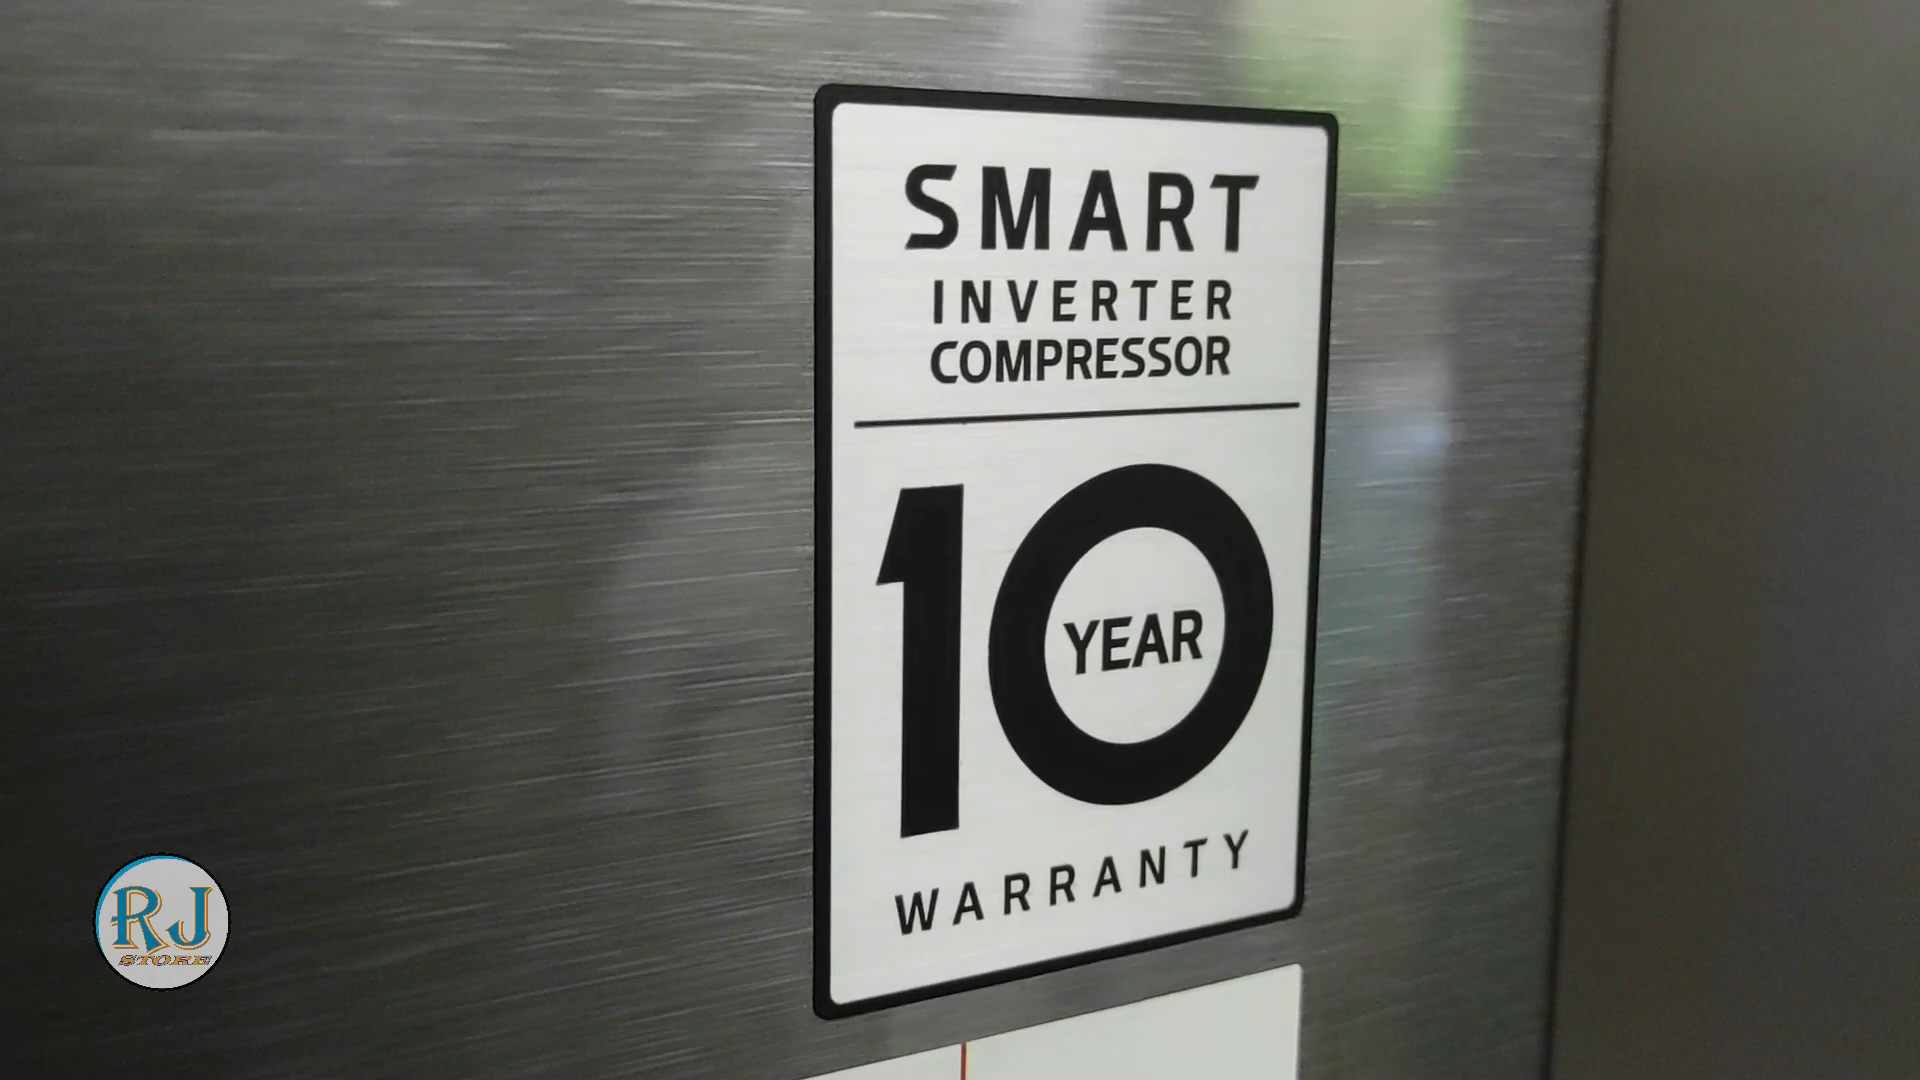 SMART
INVERTER
COMPRESSOR
10
YEAR
WARRANTY
RJ
STORE